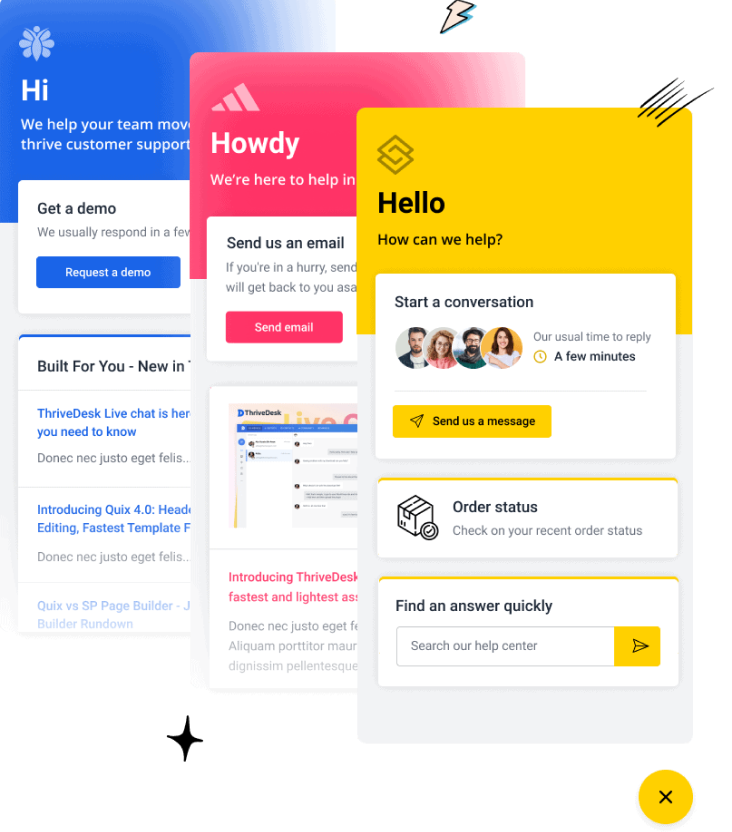 Hi
We help your team move
thrive customer support
Get a demo
We usually respond in a few
Request a demo
Built For You - New in
ThriveDesk Live chat is her
you need to know
Donec nec justo eget felis...
Introducing Quix 4.0: Heade
Editing, Fastest Template F
Donec nec justo eget felis...
Quix vs SP Page Builder - J
Builder Rundown
Howdy
We're here to help in
Send us an email
If you're in a hurry, send
will get back to you asa
Send email
ThriveDesk
Introducing ThriveDesk
fastest and lightest ass
Donec nec justo eget fe
Aliquam porttitor maur
dignissim pellentesque
Hello
How can we help?
Start a conversation
Our usual time to reply
A few minutes
Send us a message
Order status
Check on your recent order status
Find an answer quickly
Search our help center